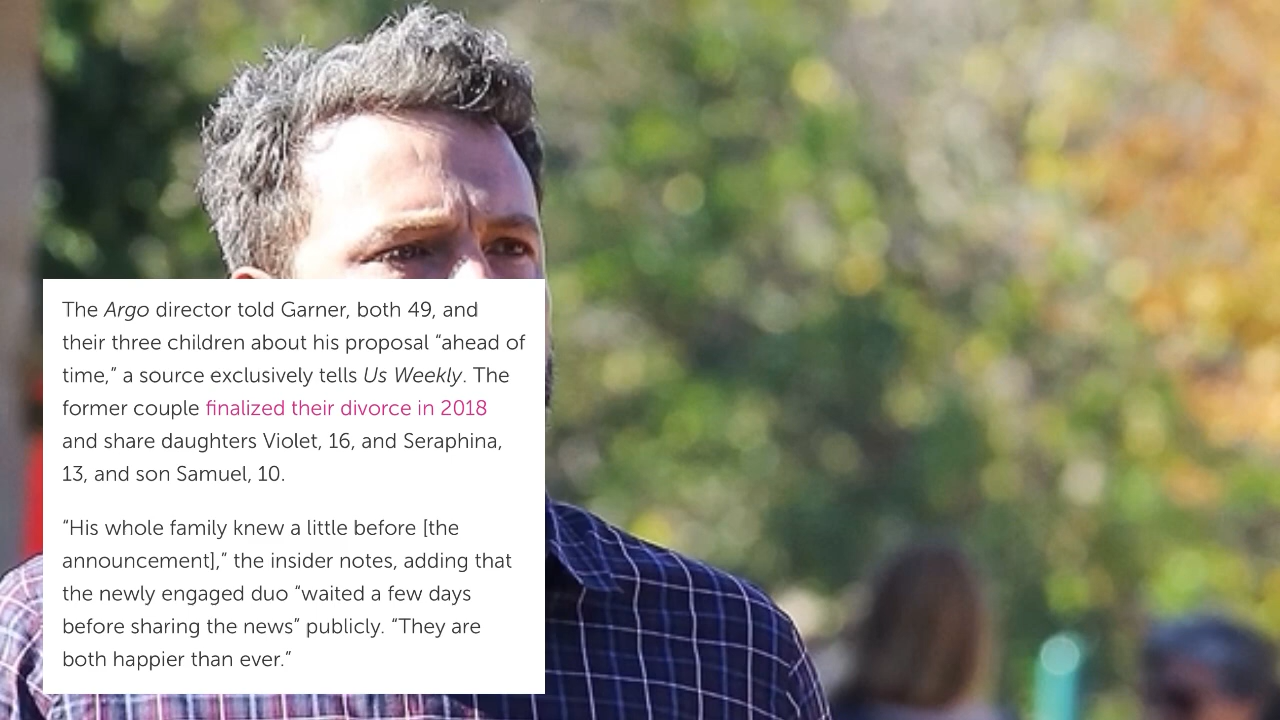 The Argo director told Garner, both 49, and
their three children about his proposal “ahead of
time,” a source exclusively tells Us Weekly. The
former couple finalized their divorce in 2018
and share daughters Violet, 16, and Seraphina,
13, and son Samuel, 10.
“His whole family knew a little before [the
announcement],” the insider notes, adding that
the newly engaged duo “waited a few days
before sharing the news” publicly. “They are
both happier than ever.”